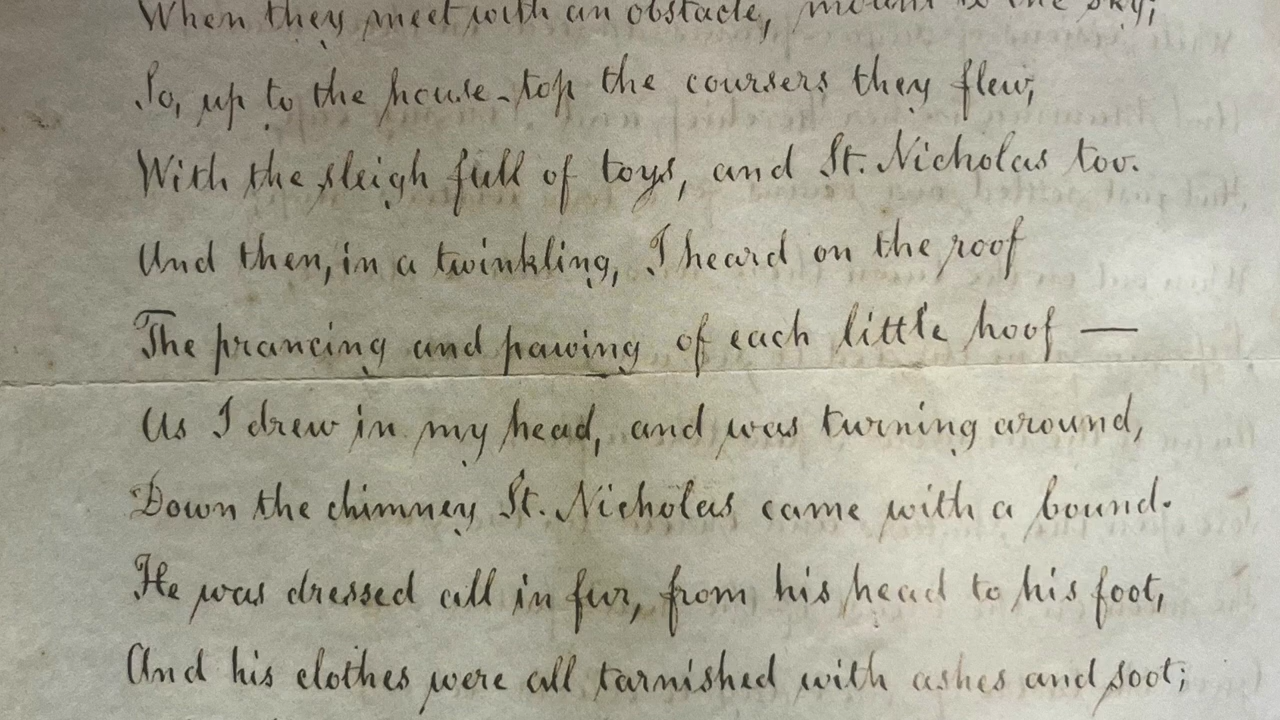 When they meet with an obstacle, mount to the sky;
So, up to the house-top the coursers they flew,
With the sleigh full of toys, and St. Nicholas too.
And then, in a twinkling, I heard on the roof
The prancing and pawing of each little hoof —
As I drew in my head, and was turning around,
Down the chimney St. Nicholas came with a bound.
He was dressed all in fur, from his head to his foot,
And his clothes were all tarnished with ashes and soot;